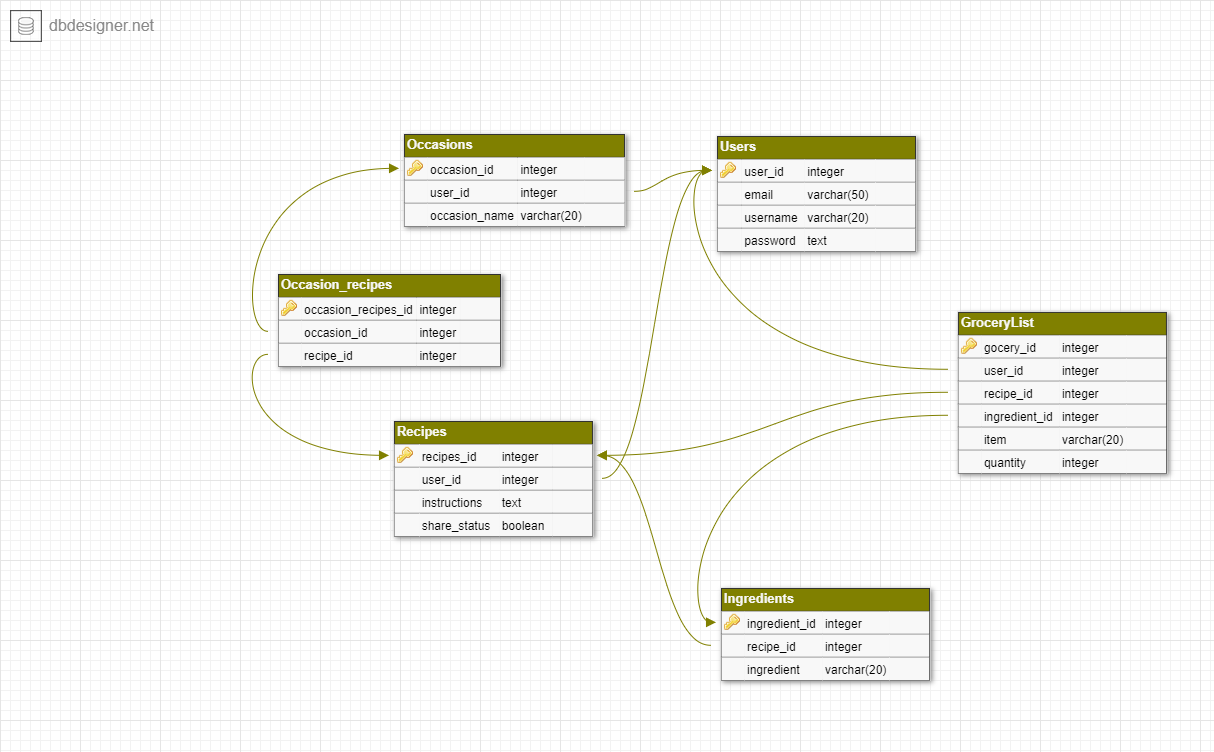 dbdesigner.net
Occasions
occasion_id integer
user_id integer
occasion_name varchar(20)
Users
user_id integer
email varchar(50)
username varchar(20)
password text
Occasion_recipes
occasion_recipes_id integer
occasion_id integer
recipe_id integer
GroceryList
gocery_id integer
user_id integer
recipe_id integer
ingredient_id integer
item varchar(20)
quantity integer
Recipes
recipes_id integer
user_id integer
instructions text
share_status boolean
Ingredients
ingredient_id integer
recipe_id integer
ingredient varchar(20)